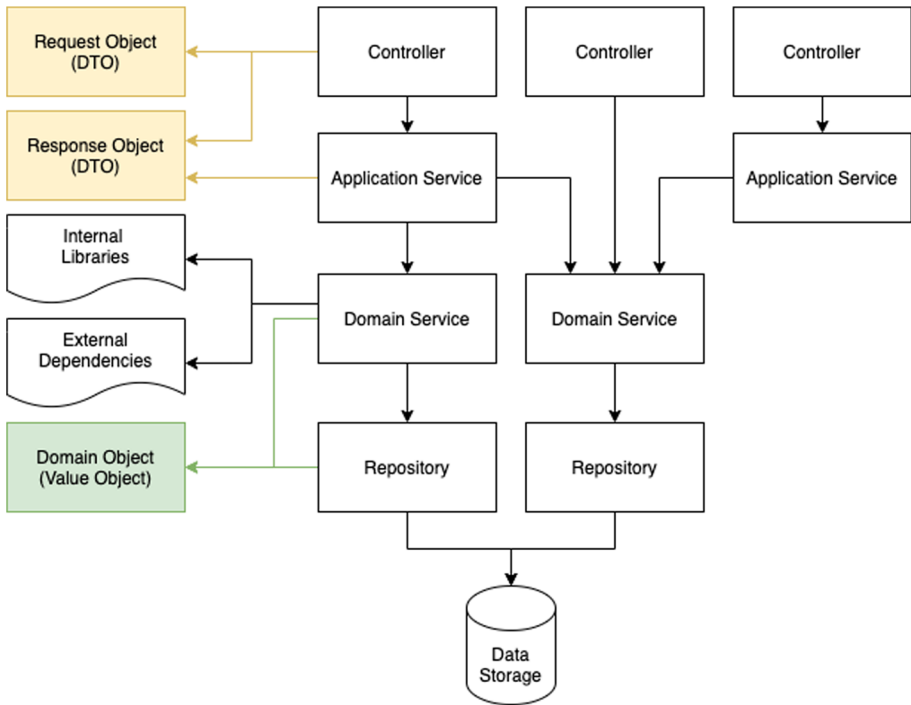 Request Object
(DTO)
Controller
Controller
Controller
Response Object
(DTO)
Application Service
Application Service
Internal
Libraries
Domain Service
Domain Service
External
Dependencies
Domain Object
(Value Object)
Repository
Repository
Data
Storage